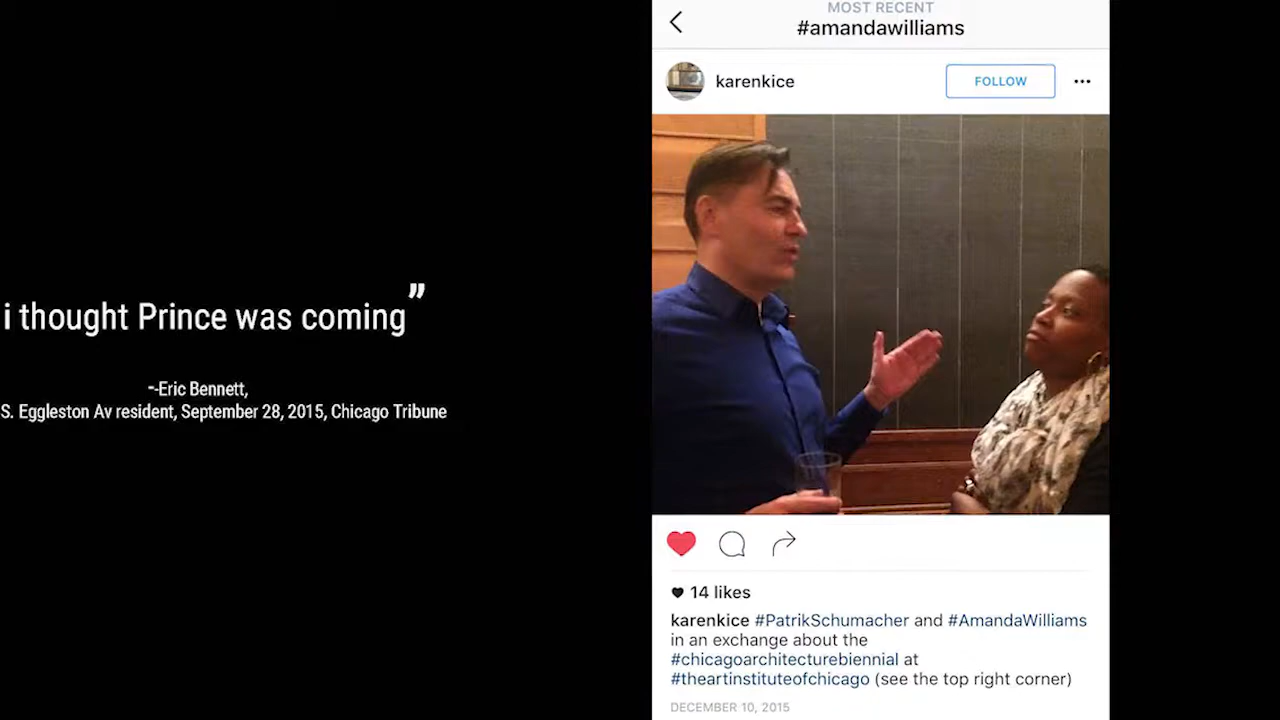 i thought Prince was coming”
--Eric Bennett,
S. Eggleston Av resident, September 28, 2015, Chicago Tribune
MOST RECENT
#amandawilliams
karenkice
FOLLOW
14 likes
karenkice #PatrikSchumacher and #AmandaWilliams
in an exchange about the
#chicagoarchitecturebiennial at
#theartinstituteofchicago (see the top right corner)
DECEMBER 10, 2015